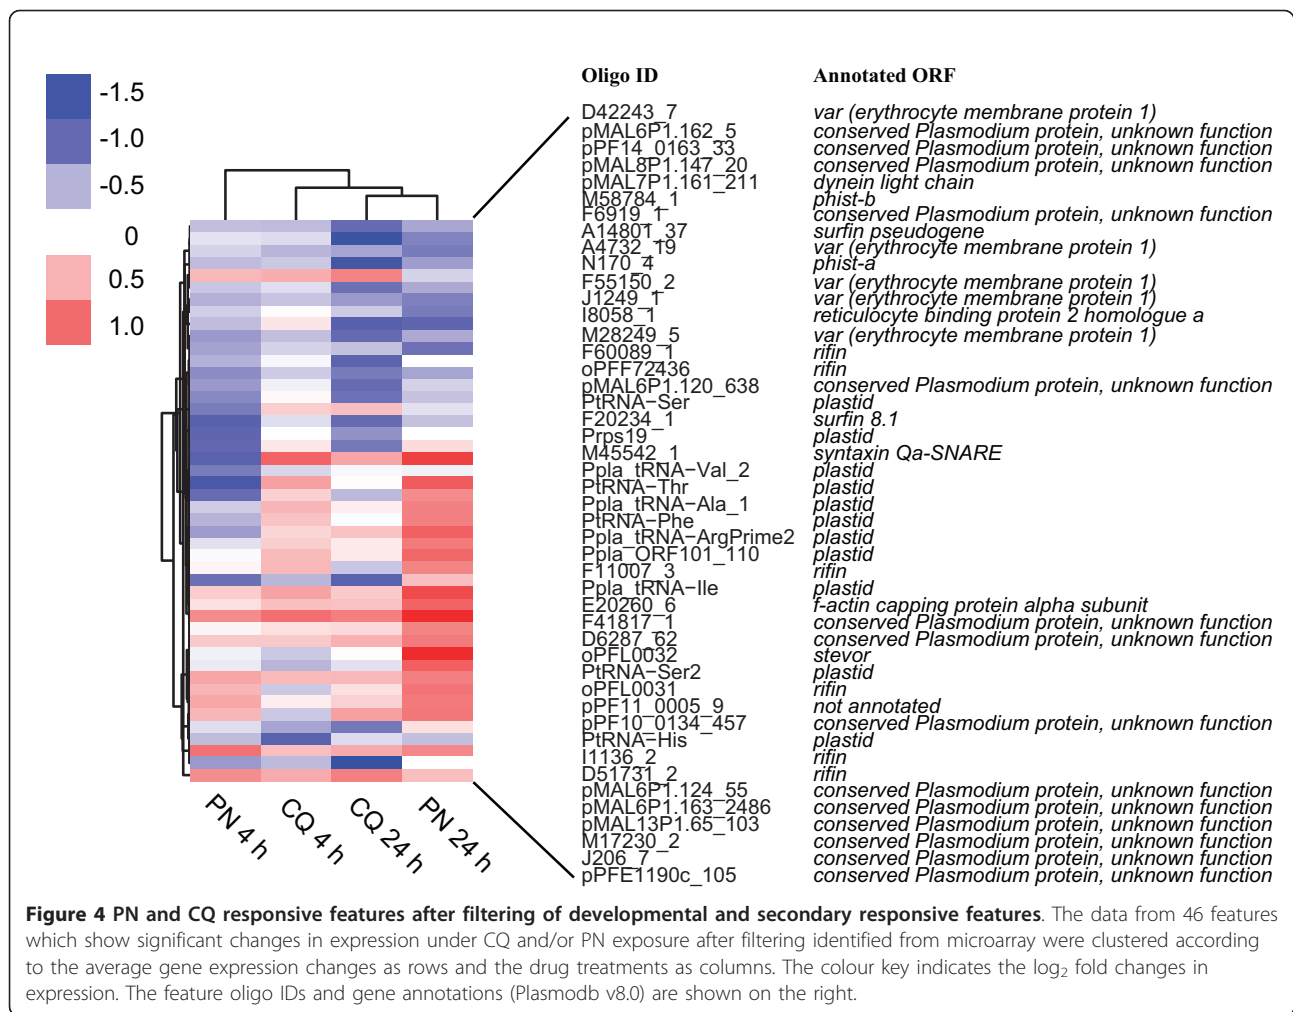 -1.5
-1.0
-0.5
0
0.5
1.0
PN 4 h
CQ 4 h
CQ 24 h
PN 24 h
Oligo ID Annotated ORF
D42243_7 var (erythrocyte membrane protein 1)
pMAL6P1.162_5 conserved Plasmodium protein, unknown function
pPF14_0163_33 conserved Plasmodium protein, unknown function
pMAL8P1.147_20 conserved Plasmodium protein, unknown function
pMAL7P1.161_211 dynein light chain
M58784_1 phist-b
F6919_1 conserved Plasmodium protein, unknown function
A14801_37 surfin pseudogene
A4732_19 var (erythrocyte membrane protein 1)
N170_4 phist-a
F55150_2 var (erythrocyte membrane protein 1)
J1249_1 var (erythrocyte membrane protein 1)
I8058_1 reticulocyte binding protein 2 homologue a
M28249_5 var (erythrocyte membrane protein 1)
F60089_1 rifin
oPFF72436 rifin
pMAL6P1.120_638 conserved Plasmodium protein, unknown function
PtRNA−Ser plastid
F20234_1 surfin 8.1
Prps19 plastid
M45542_1 syntaxin Qa-SNARE
Ppla_tRNA−Val_2 plastid
PtRNA−Thr plastid
Ppla_tRNA−Ala_1 plastid
PtRNA−Phe plastid
Ppla_tRNA−ArgPrime2 plastid
Ppla_ORF101_110 plastid
F11007_3 rifin
Ppla_tRNA−Ile plastid
E20260_6 f-actin capping protein alpha subunit
F41817_1 conserved Plasmodium protein, unknown function
D6287_62 conserved Plasmodium protein, unknown function
oPFL0032 stevor
PtRNA−Ser2 plastid
oPFL0031 rifin
pPF11_0005_9 not annotated
pPF10_0134_457 conserved Plasmodium protein, unknown function
PtRNA−His plastid
I1136_2 rifin
D51731_2 rifin
pMAL6P1.124_55 conserved Plasmodium protein, unknown function
pMAL6P1.163_2486 conserved Plasmodium protein, unknown function
pMAL13P1.65_103 conserved Plasmodium protein, unknown function
M17230_2 conserved Plasmodium protein, unknown function
J206_7 conserved Plasmodium protein, unknown function
pPFE1190c_105 conserved Plasmodium protein, unknown function
Figure 4 PN and CQ responsive features after filtering of developmental and secondary responsive features. The data from 46 features
which show significant changes in expression under CQ and/or PN exposure after filtering identified from microarray were clustered according
to the average gene expression changes as rows and the drug treatments as columns. The colour key indicates the log₂ fold changes in
expression. The feature oligo IDs and gene annotations (Plasmodb v8.0) are shown on the right.